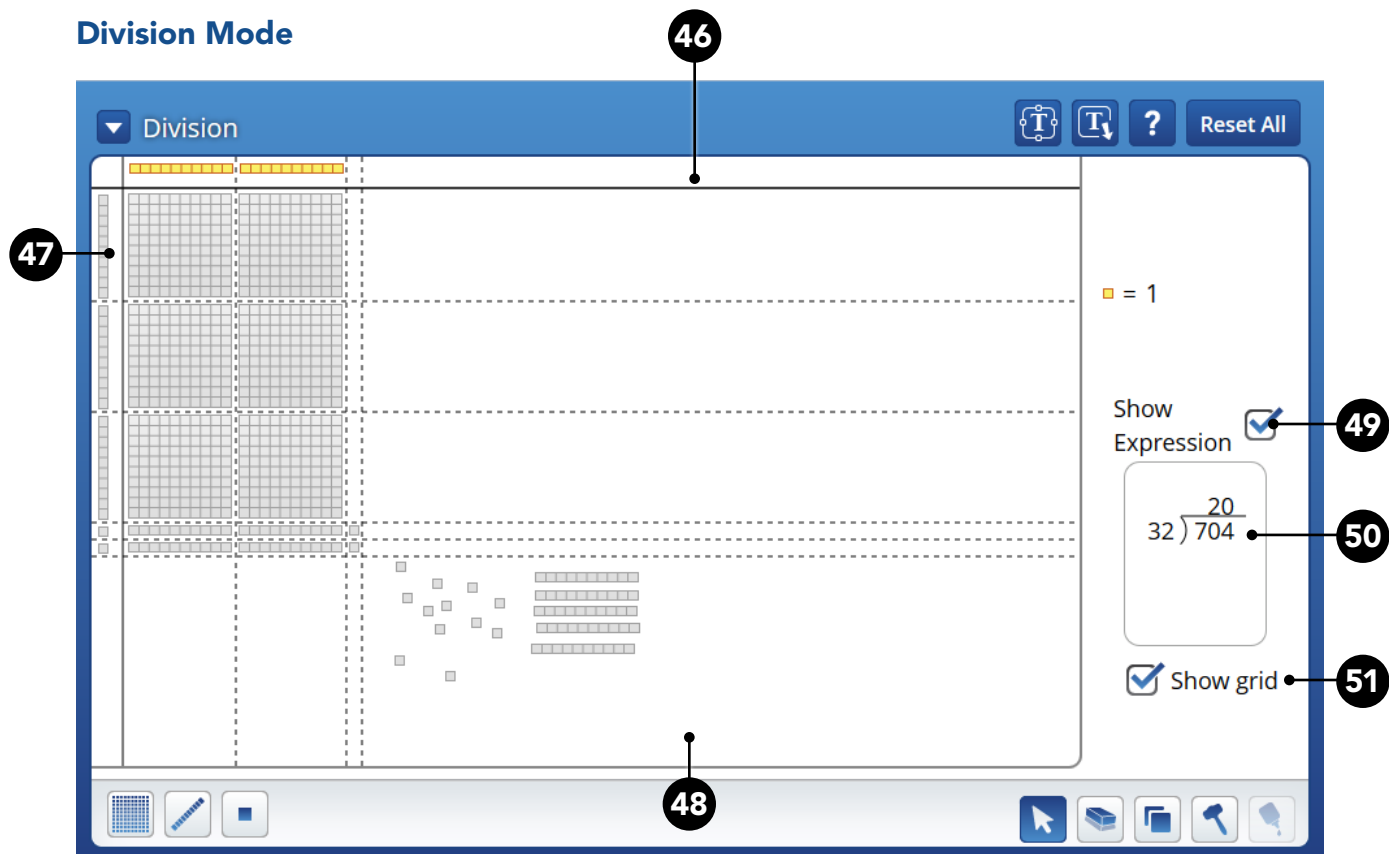 Division Mode
46
Division
T
T
?
Reset All
47
= 1
Show
Expression
49
20
32 ) 704
50
Show grid
51
48